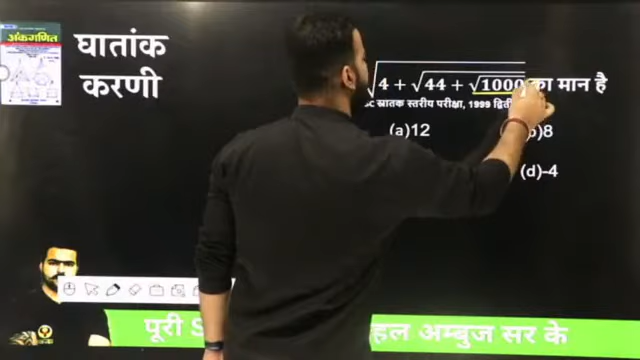 अंकगणित
घातांक
करणी
√4 + √44 + √1000 का मान है
स्नातक स्तरीय परीक्षा, 1999 द्वि
(a)12
)8
(d)-4
पूरी S
हल अम्बुज सर के